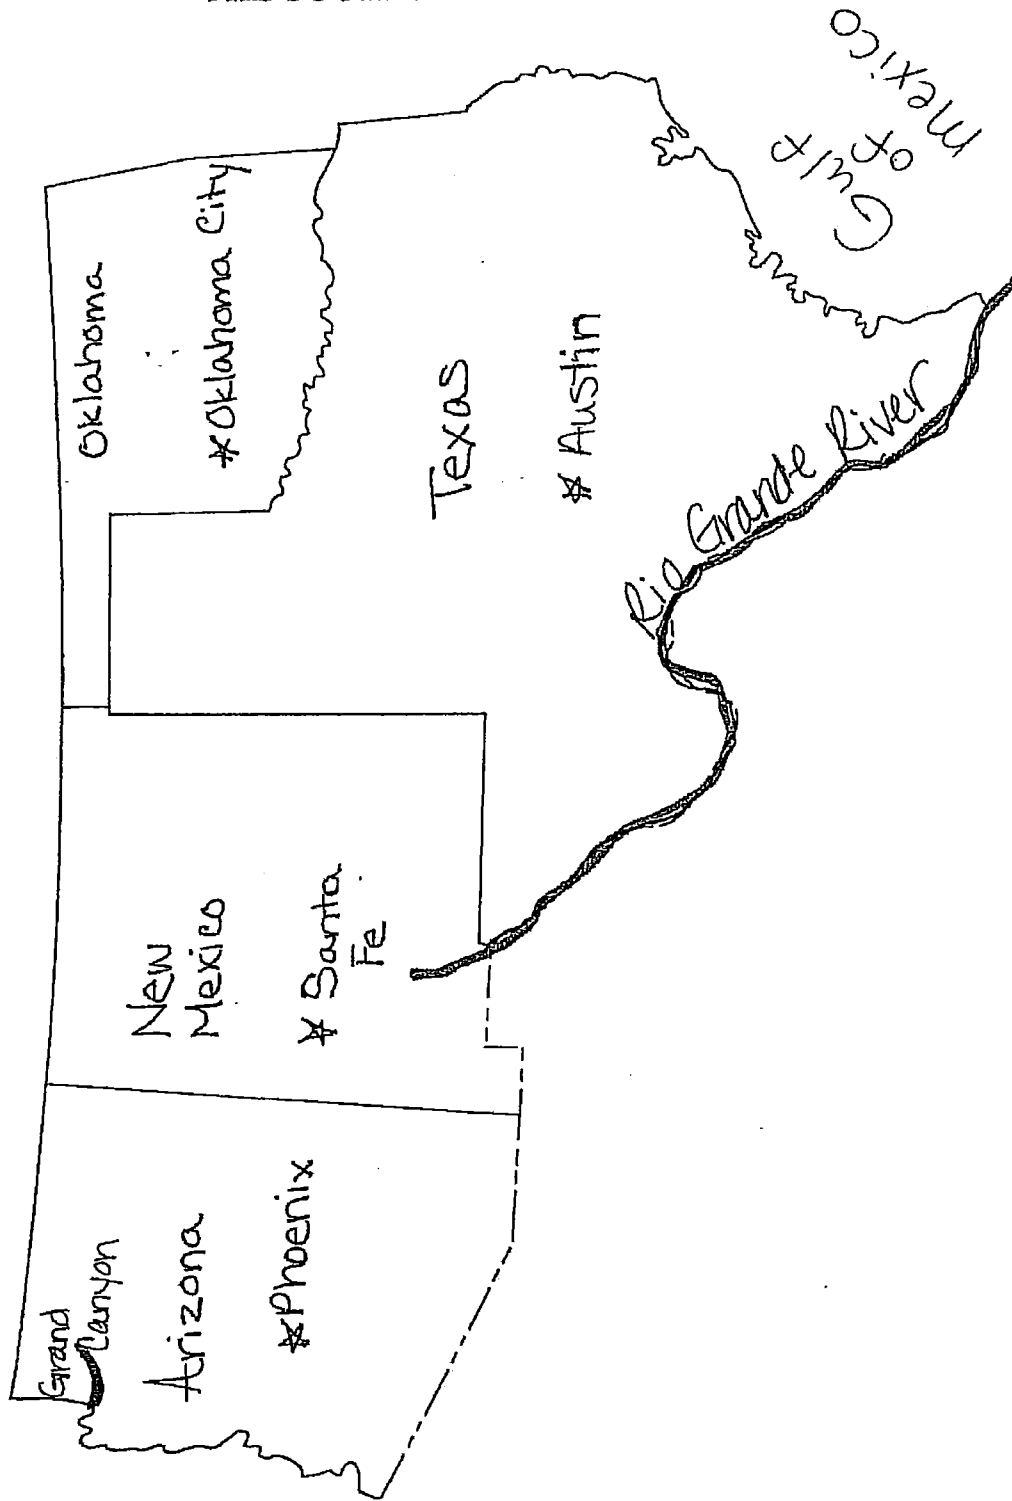 Grand
Canyon
Arizona
*Phoenix
New
Mexico
* Santa
Fe
Oklahoma
*Oklahoma City
Texas
* Austin
Rio Grande River
Gulf
of
Mexico